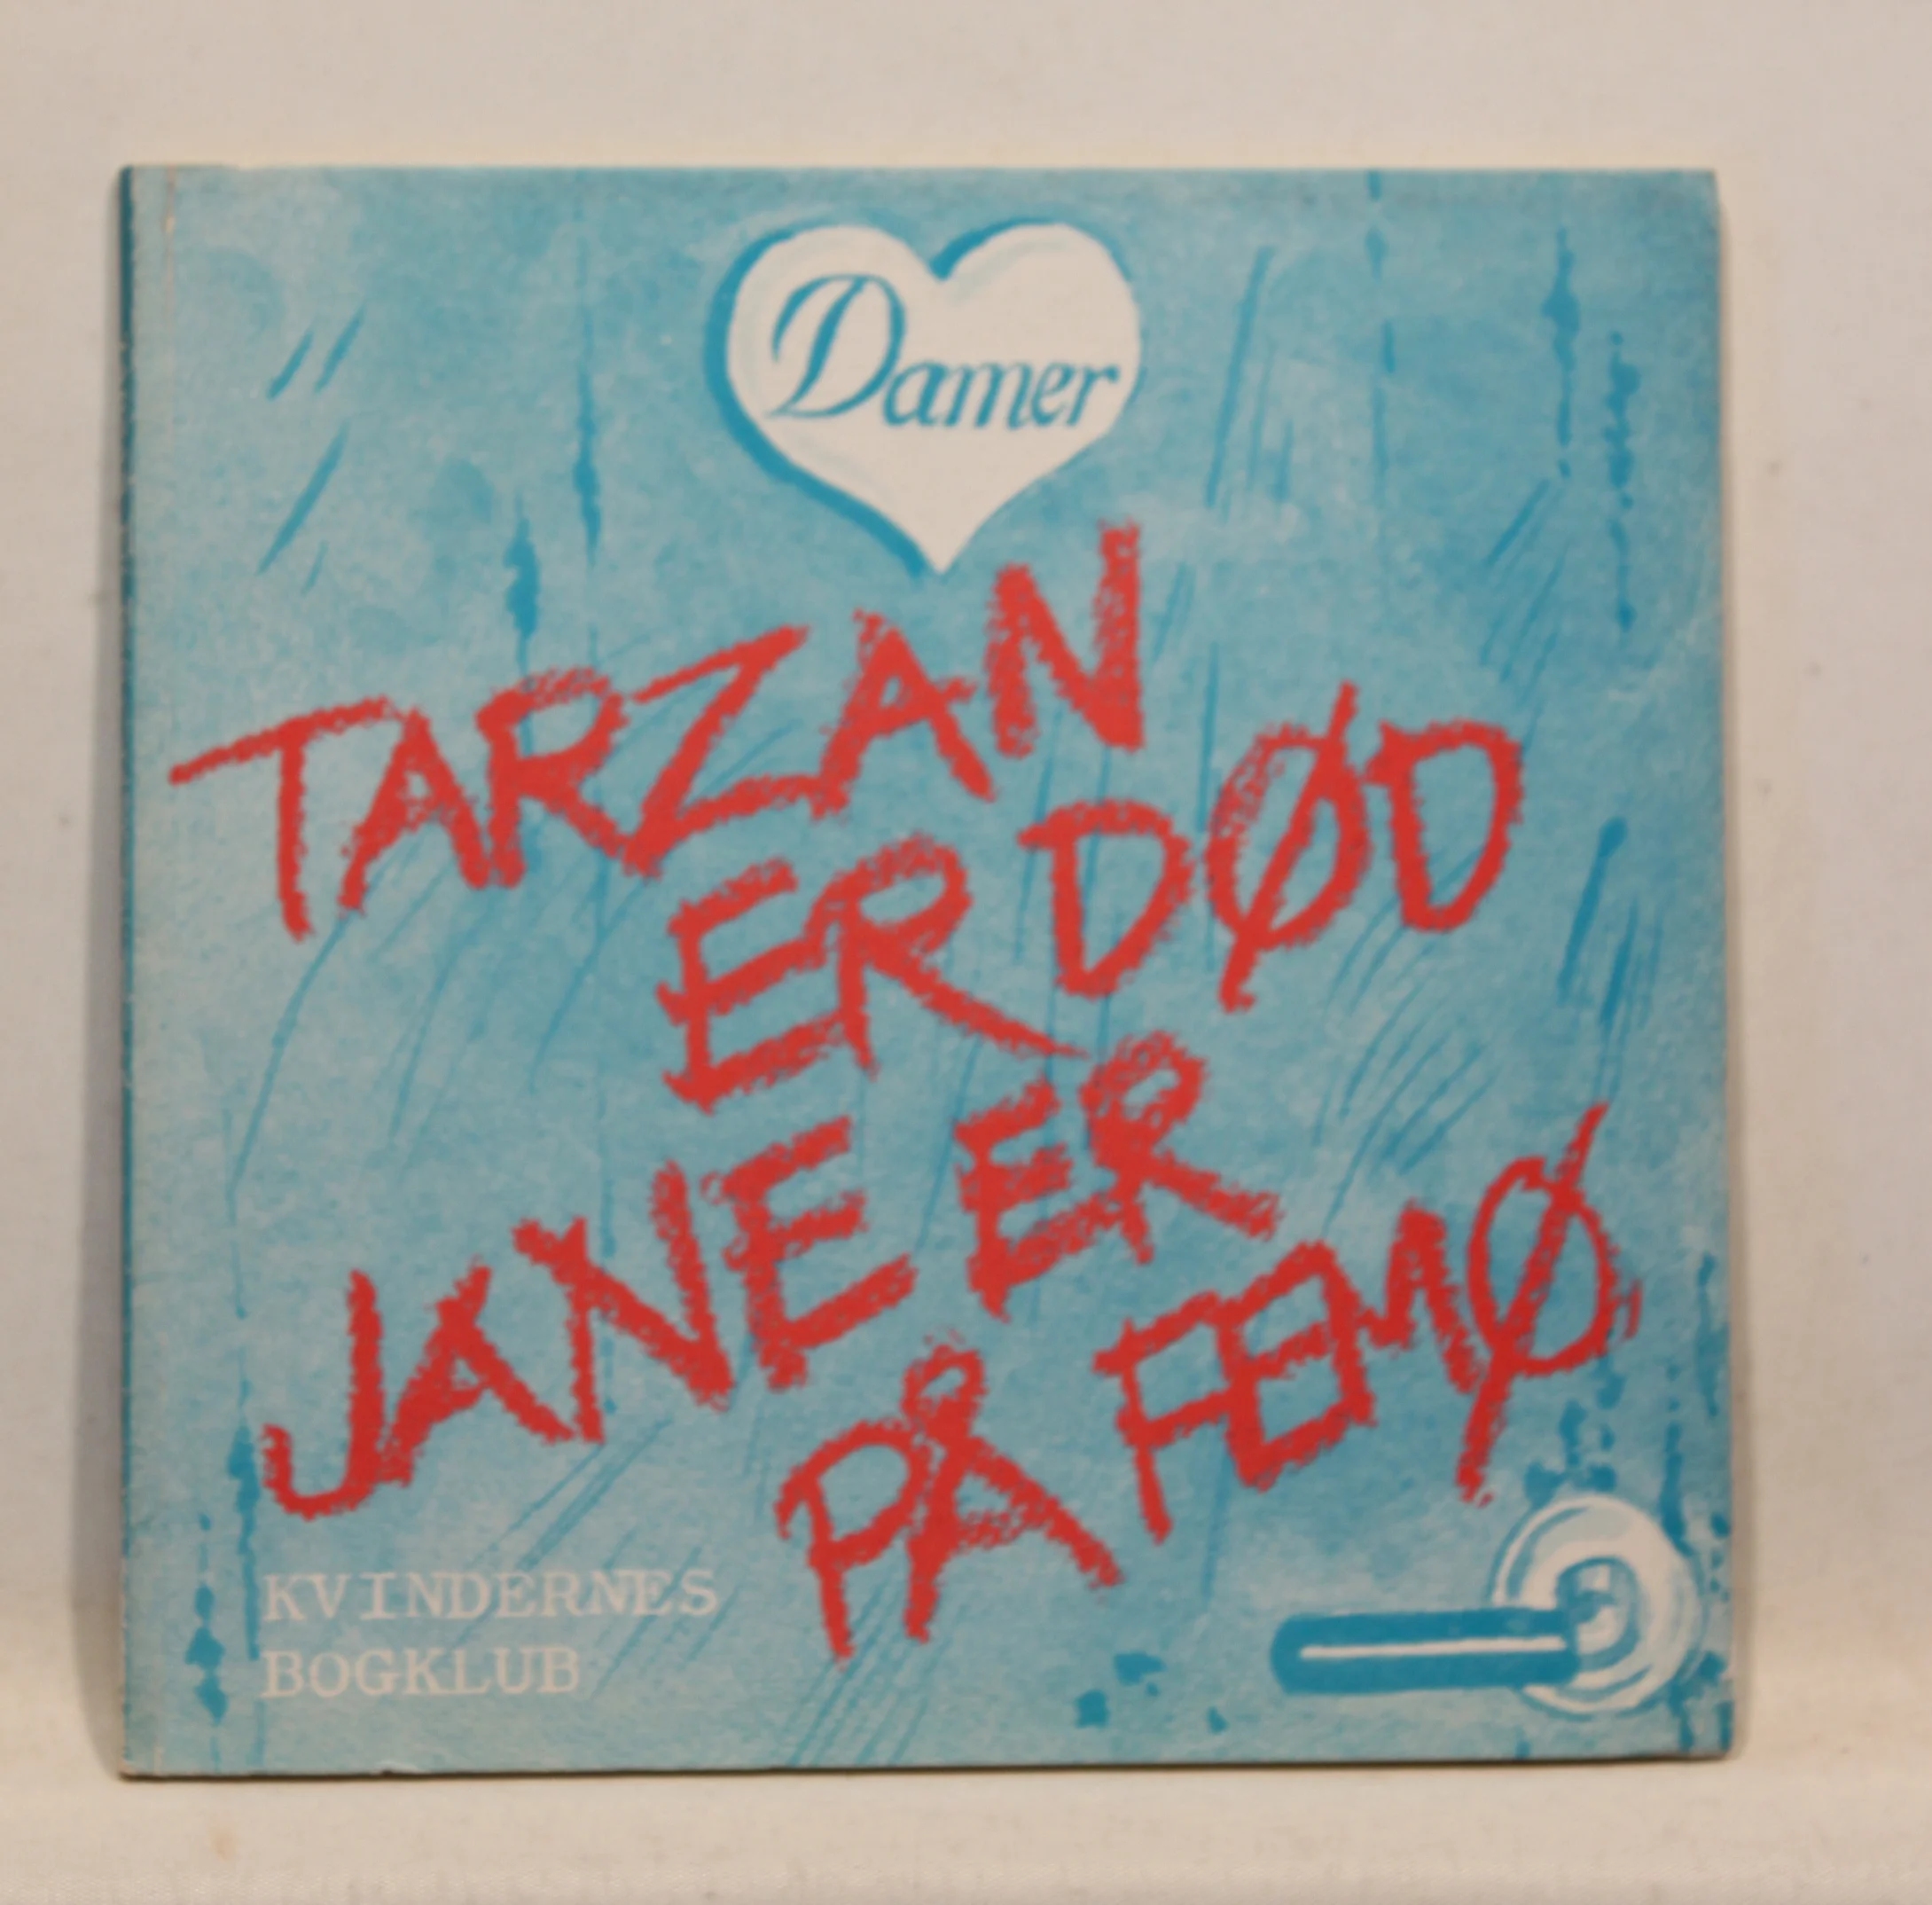 Damer
TARZAN
ER DØD
JANE ER
PÅ FEMØ
KVINDERNES
BOGKLUB